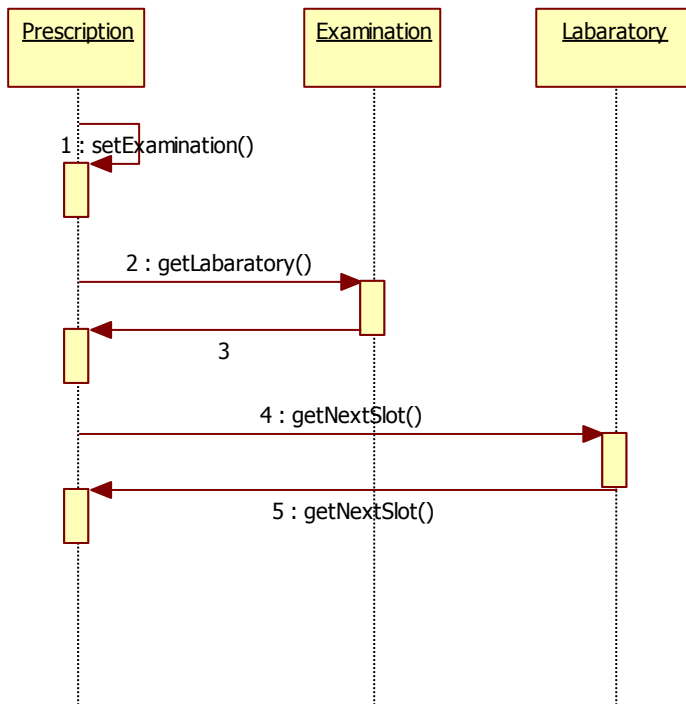 Prescription
Examination
Labaratory
1 : setExamination()
2 : getLabaratory()
3
4 : getNextSlot()
5 : getNextSlot()